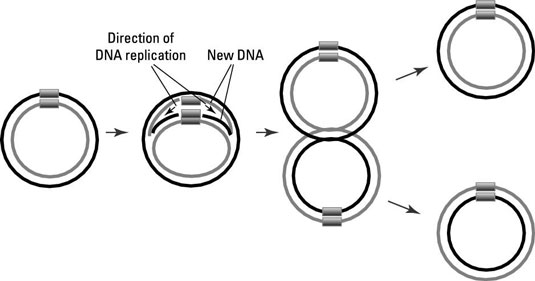 Direction of
DNA replication
New DNA